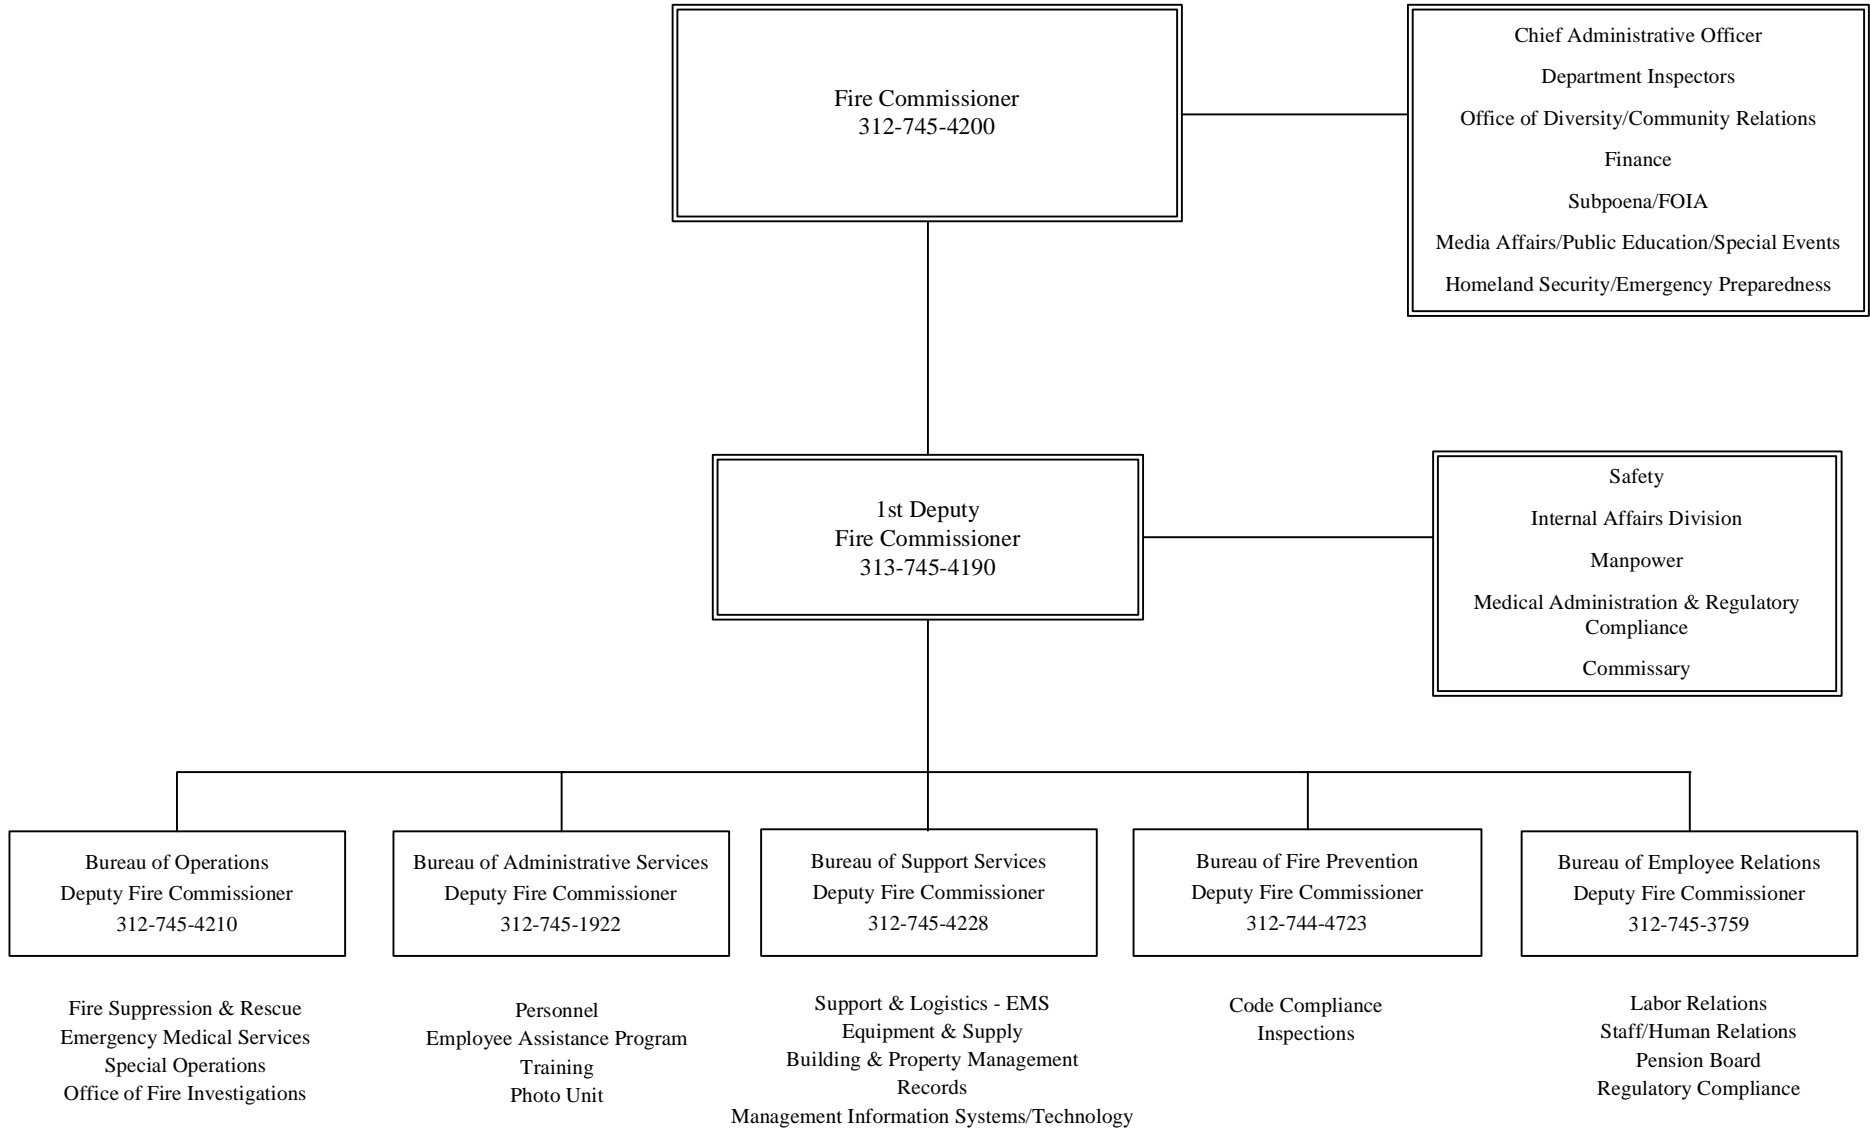 Fire Commissioner
312-745-4200
Chief Administrative Officer
Department Inspectors
Office of Diversity/Community Relations
Finance
Subpoena/FOIA
Media Affairs/Public Education/Special Events
Homeland Security/Emergency Preparedness
1st Deputy
Fire Commissioner
313-745-4190
Safety
Internal Affairs Division
Manpower
Medical Administration & Regulatory
Compliance
Commissary
Bureau of Operations
Deputy Fire Commissioner
312-745-4210
Fire Suppression & Rescue
Emergency Medical Services
Special Operations
Office of Fire Investigations
Bureau of Administrative Services
Deputy Fire Commissioner
312-745-1922
Personnel
Employee Assistance Program
Training
Photo Unit
Bureau of Support Services
Deputy Fire Commissioner
312-745-4228
Support & Logistics - EMS
Equipment & Supply
Building & Property Management
Records
Management Information Systems/Technology
Bureau of Fire Prevention
Deputy Fire Commissioner
312-744-4723
Code Compliance
Inspections
Bureau of Employee Relations
Deputy Fire Commissioner
312-745-3759
Labor Relations
Staff/Human Relations
Pension Board
Regulatory Compliance